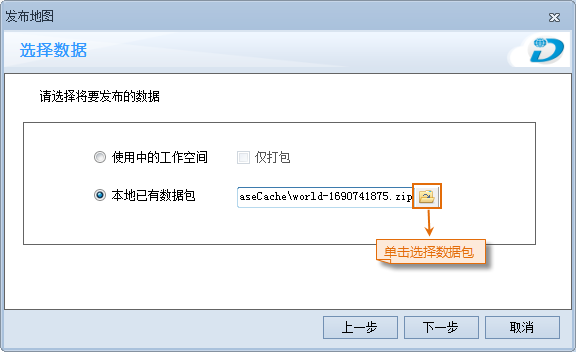 发布地图
选择数据
请选择将要发布的数据
使用中的工作空间 仅打包
本地已有数据包 aseCache\world-1690741875.zip
单击选择数据包
上一步 下一步 取消